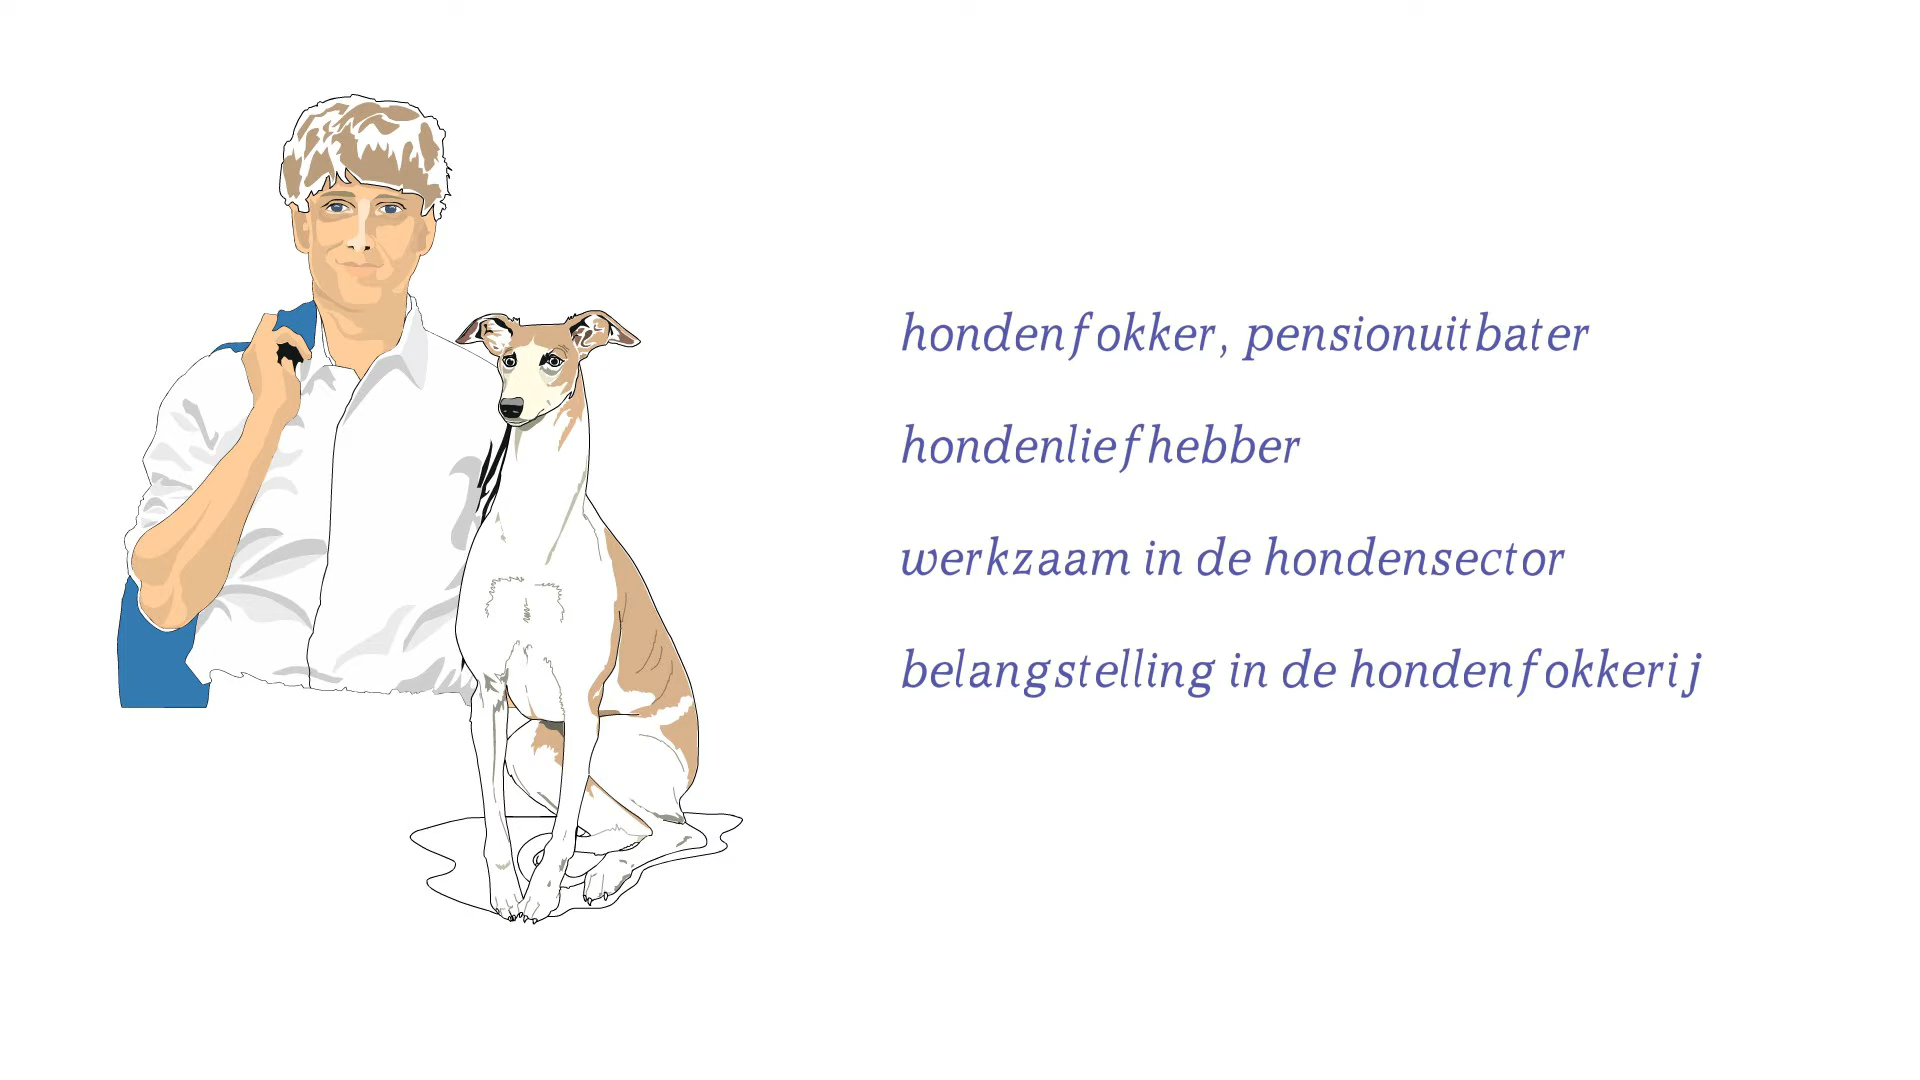 hondenfokker, pensionuitbater
hondenliefhebber
werkzaam in de hondensector
belangstelling in de hondenfokkerij